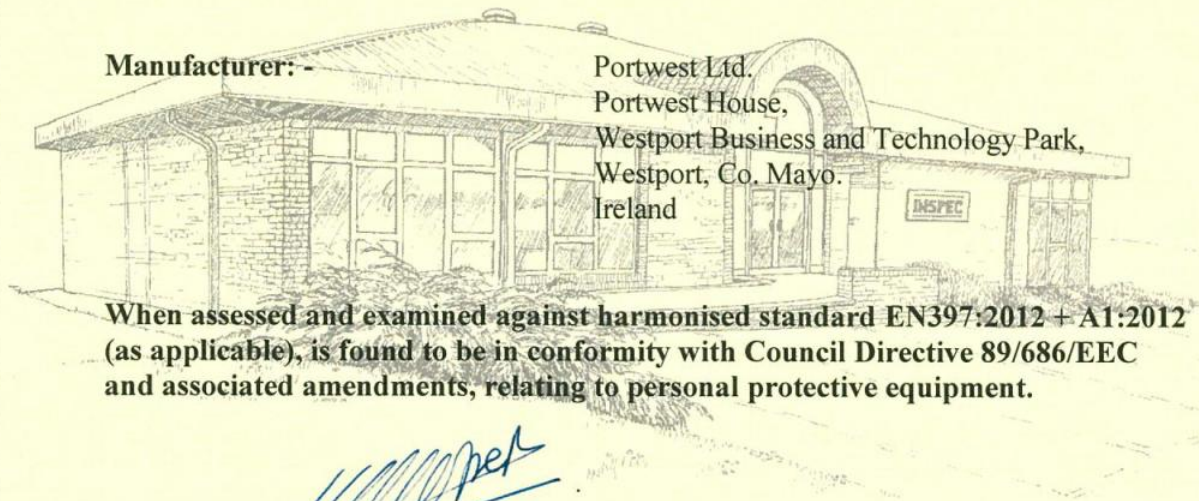 Manufacturer: - Portwest Ltd.
Portwest House,
Westport Business and Technology Park,
Westport, Co. Mayo.
Ireland
INSPEC
When assessed and examined against harmonised standard EN397:2012 + A1:2012
(as applicable), is found to be in conformity with Council Directive 89/686/EEC
and associated amendments, relating to personal protective equipment.